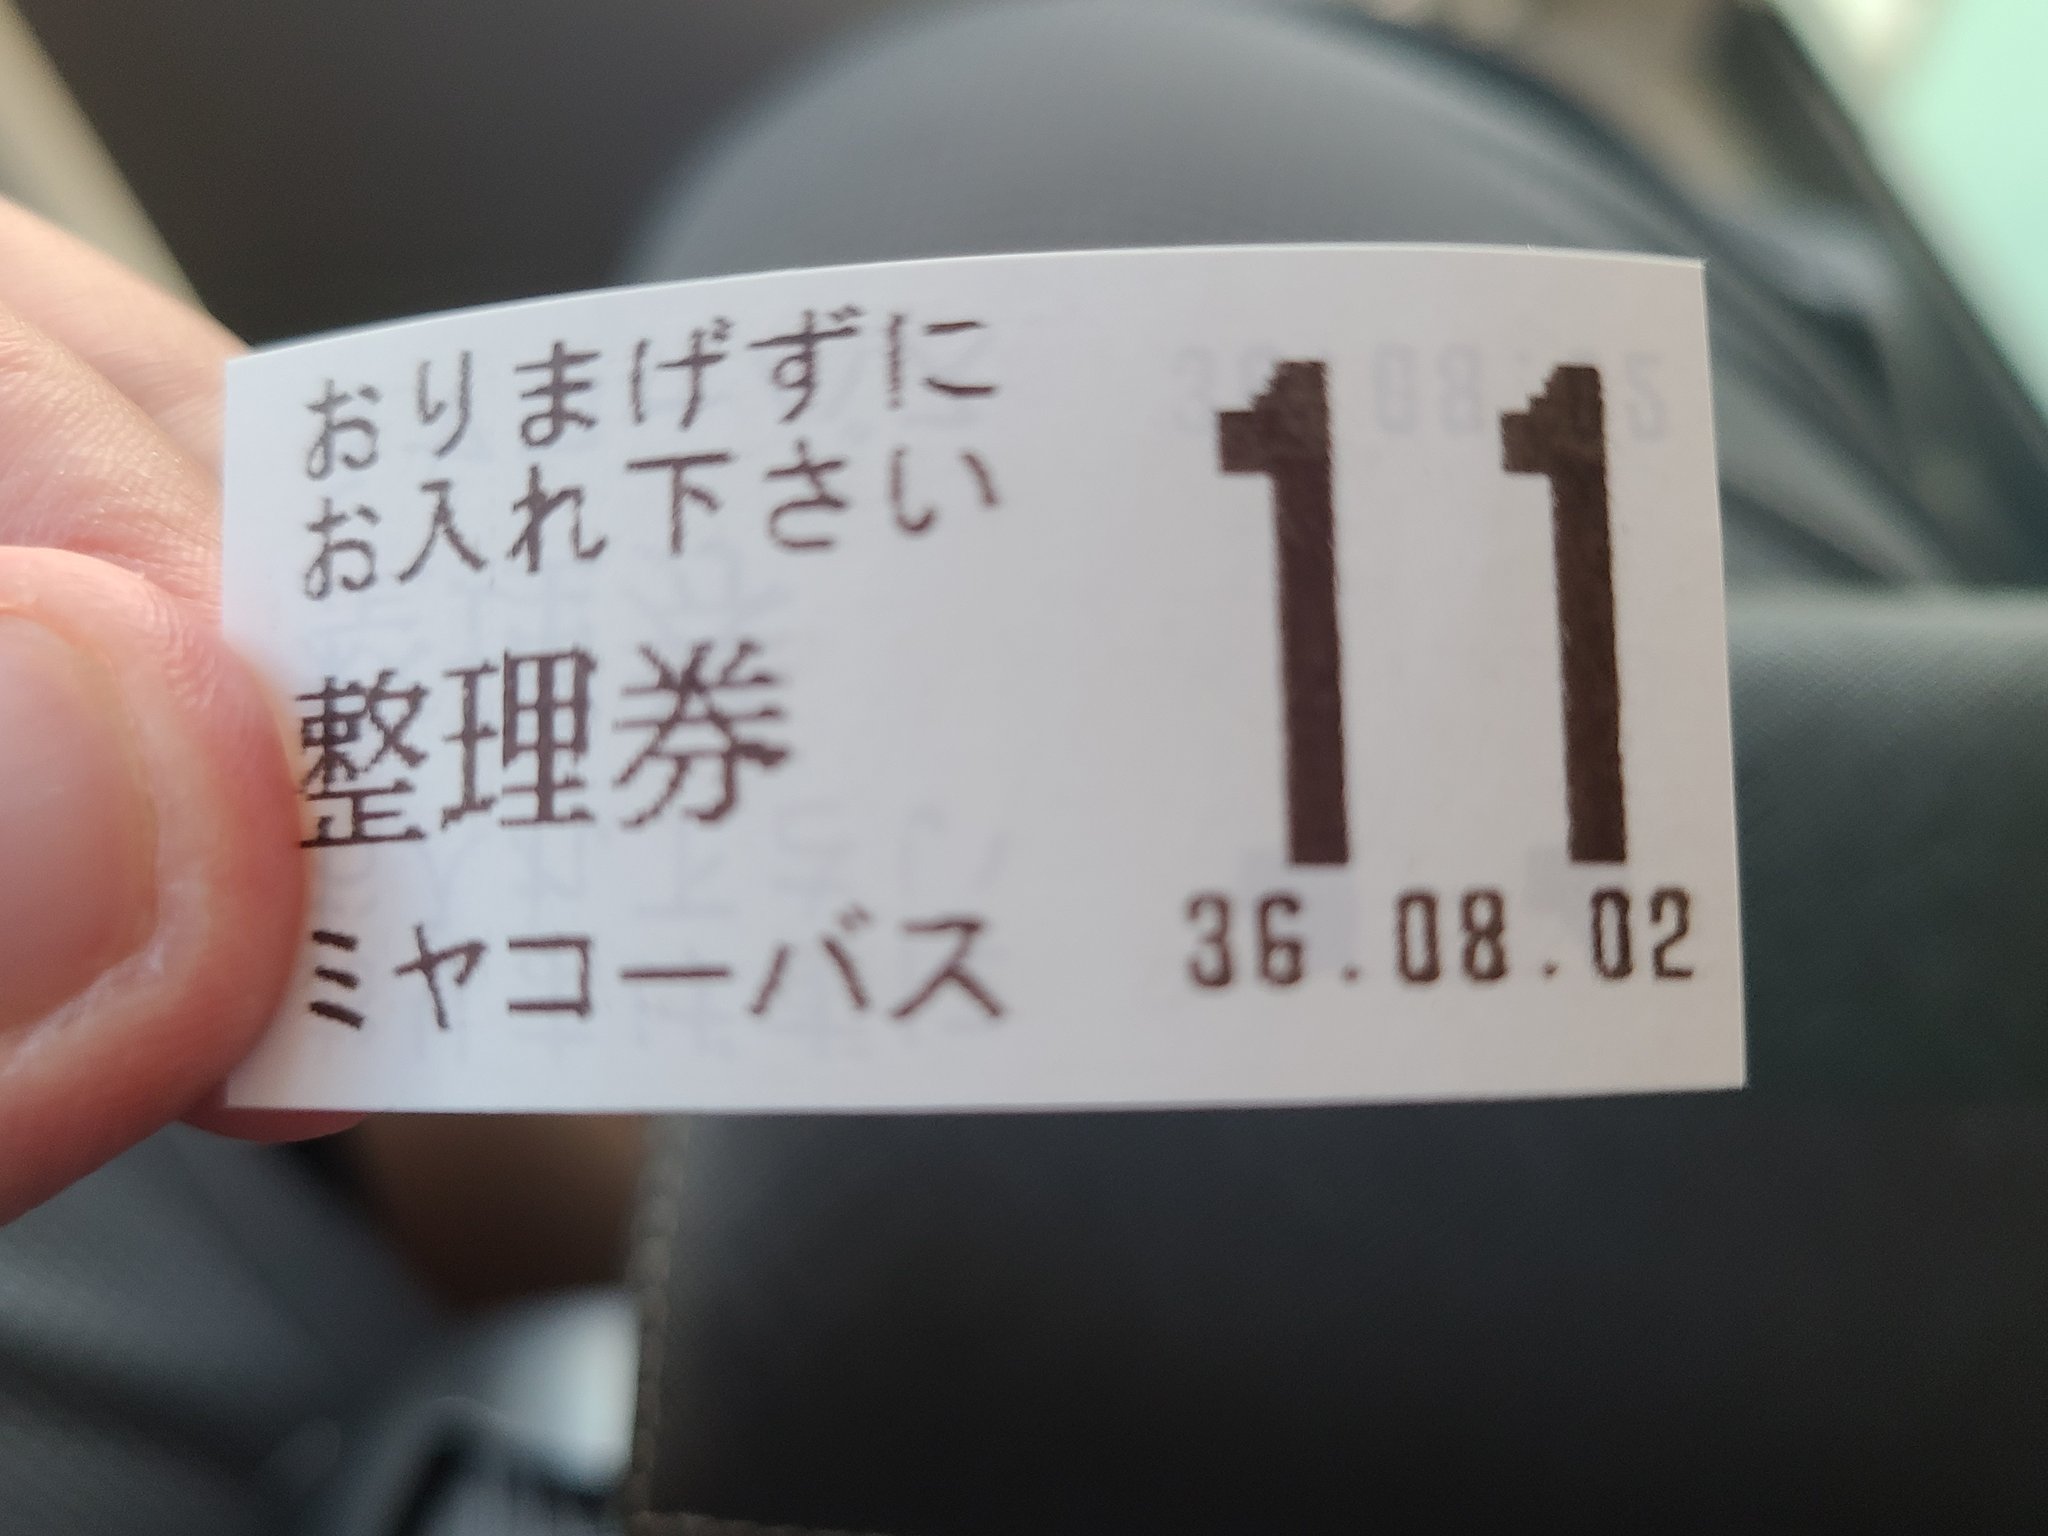 おりまげずに
お入れ下さい
整理券
ミヤコーバス
11
36.08.02